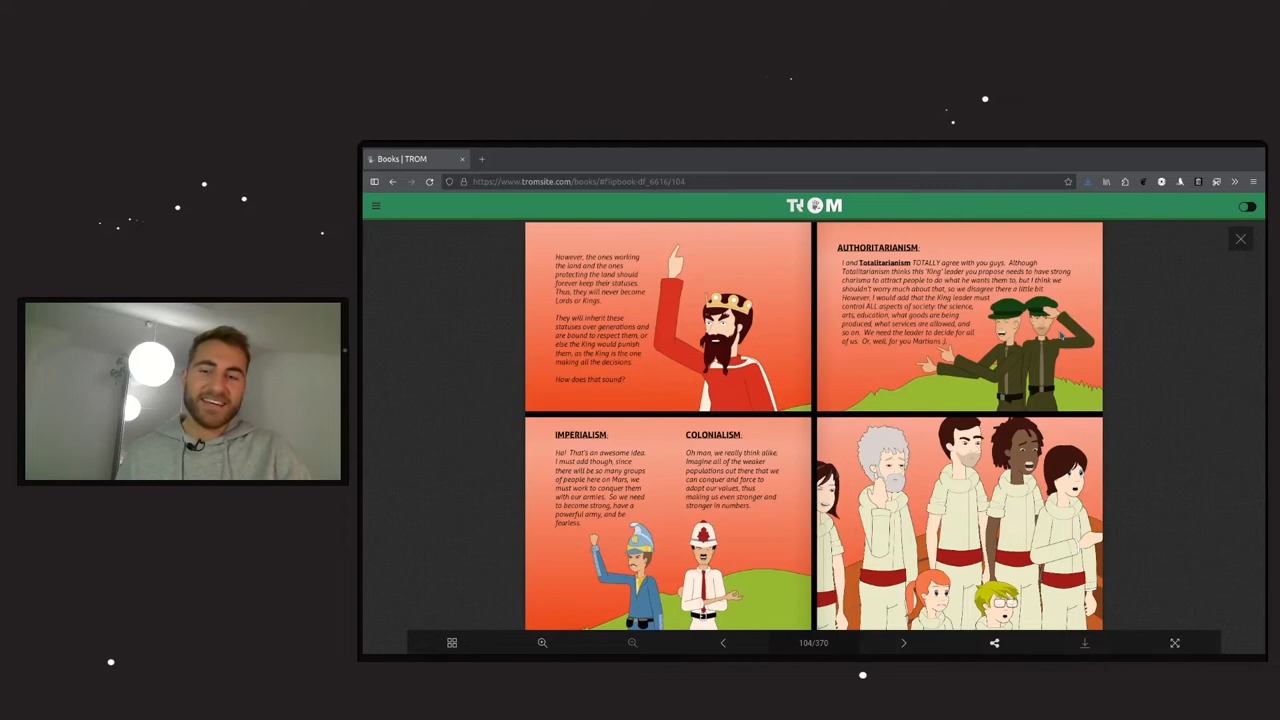 Books | TROM
https://www.tromsite.com/books/#flipbook-df_6616/104
TROM
However, the ones working
the land and the ones
protecting the land should
forever keep their statuses.
Thus, they will never become
Lords or Kings.
They will inherit these
statuses over generations and
are bound to respect them, or
else the King would punish
them, as the King is the one
making all the decisions.
How does that sound?
AUTHORITARIANISM:
I and Totalitarianism TOTALLY agree with you guys. Although
Totalitarianism thinks this 'King' leader you propose needs to have strong
charisma to attract people to do what he wants them to, but I think we
shouldn't worry much about that, so we disagree there a little bit.
However, I would add that the King leader must
control ALL aspects of society: the science,
arts, education, what goods are being
produced, what services are allowed, and
so on. We need the leader to decide for all
of us. Or, well, for you Martians :).
IMPERIALISM:
Ha! That's an awesome idea.
I must add though, since
there will be so many groups
of people here on Mars, we
must work to conquer them
with our armies. So we need
to become strong, have a
powerful army, and be
fearless.
COLONIALISM:
Oh man, we really think alike.
Imagine all of the weaker
populations out there that we
can conquer and force to
adopt our values, thus
making us even stronger and
stronger in numbers.
104/370